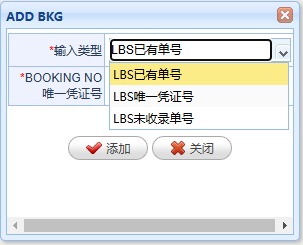 ADD BKG
*输入类型
LBS已有单号
*BOOKING NO
唯一凭证号
LBS已有单号
LBS唯一凭证号
LBS未收录单号
添加
关闭